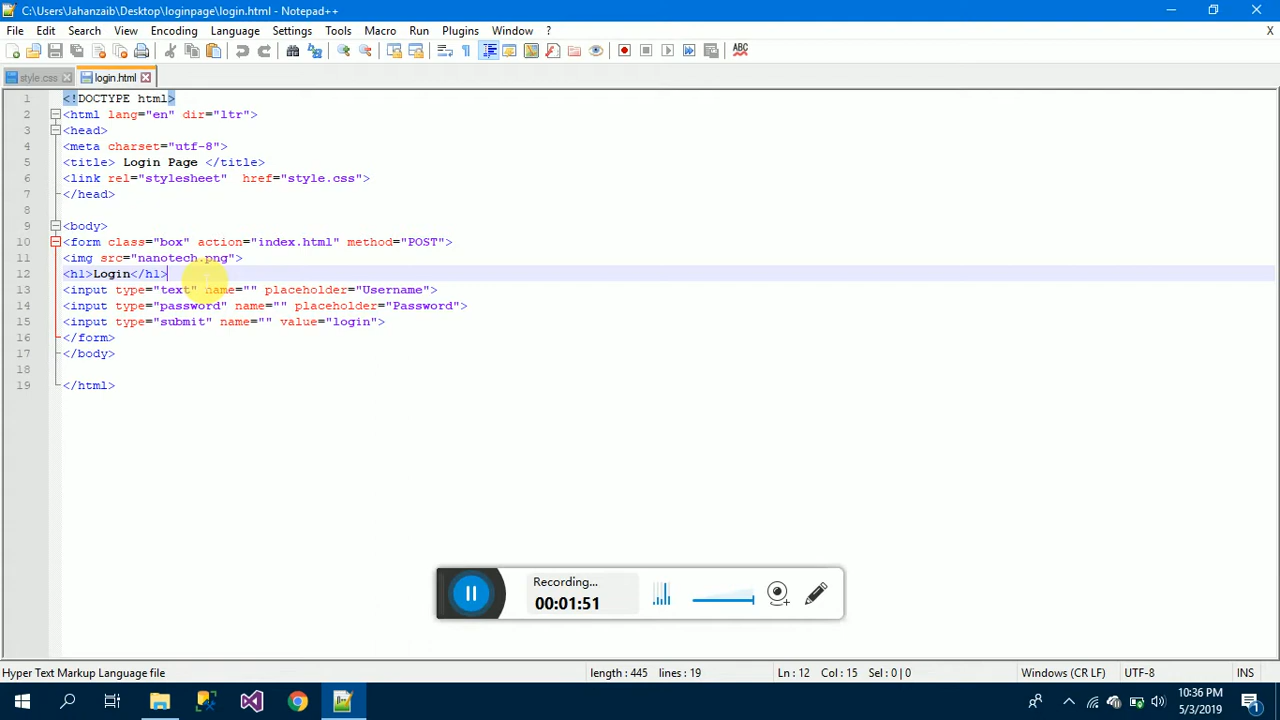 C:\Users\Jahanzaib\Desktop\loginpage\login.html - Notepad++
File Edit Search View Encoding Language Settings Tools Macro Run Plugins Window ? X
ABC
style.css login.html
1 <!DOCTYPE html>
2 <html lang="en" dir="ltr">
3 <head>
4 <meta charset="utf-8">
5 <title> Login Page </title>
6 <link rel="stylesheet"  href="style.css">
7 </head>
8
9 <body>
10 <form class="box" action="index.html" method="POST">
11 <img src="nanotech.png">
12 <h1>Login</h1>
13 <input type="text" name="" placeholder="Username">
14 <input type="password" name="" placeholder="Password">
15 <input type="submit" name="" value="login">
16 </form>
17 </body>
18
19 </html>
Recording...
00:01:51
Hyper Text Markup Language file length : 445 lines : 19 Ln : 12 Col : 15 Sel : 0 | 0 Windows (CR LF) UTF-8 INS
10:36 PM
5/3/2019
1